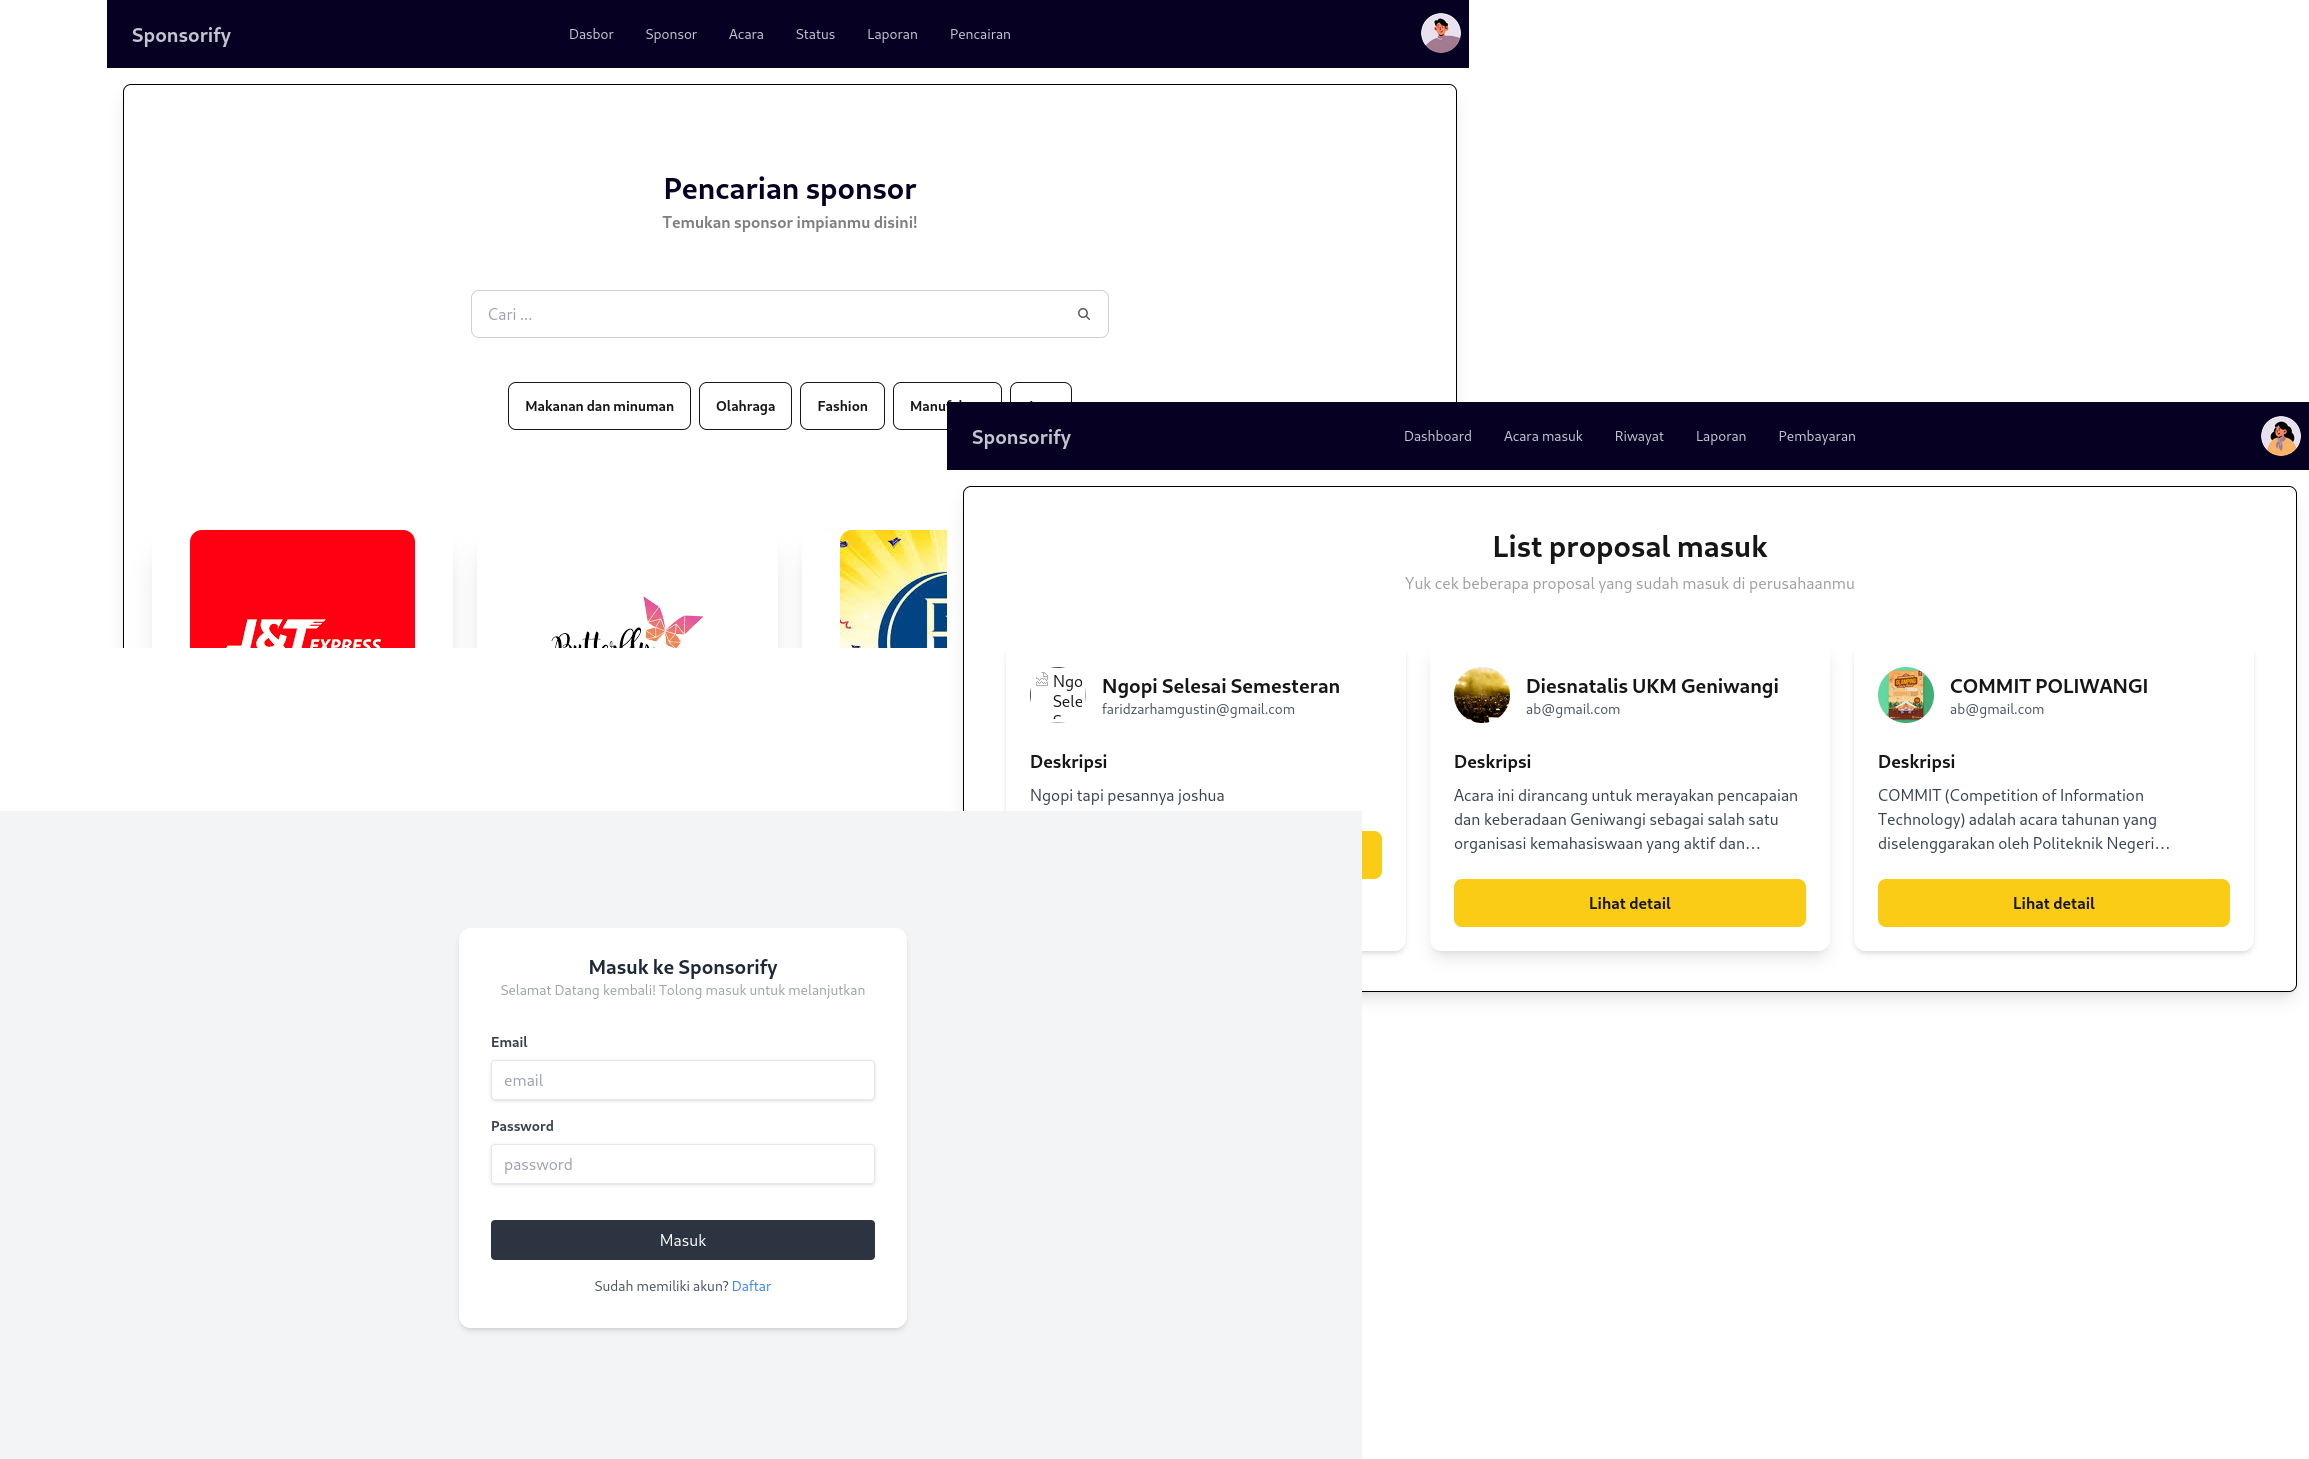 Sponsorify
Dasbor Sponsor Acara Status Laporan Pencairan
Pencarian sponsor
Temukan sponsor impianmu disini!
Cari ...
Makanan dan minuman Olahraga Fashion
J&T EXPRESS
Butterfly
Sponsorify
Dashboard Acara masuk Riwayat Laporan Pembayaran
List proposal masuk
Yuk cek beberapa proposal yang sudah masuk di perusahaanmu
Ngo
Sele
Ngopi Selesai Semesteran
faridzarhamgustin@gmail.com
Deskripsi
Ngopi tapi pesannya joshua
Diesnatalis UKM Geniwangi
ab@gmail.com
Deskripsi
Acara ini dirancang untuk merayakan pencapaian
dan keberadaan Geniwangi sebagai salah satu
organisasi kemahasiswaan yang aktif dan...
Lihat detail
COMMIT POLIWANGI
ab@gmail.com
Deskripsi
COMMIT (Competition of Information
Technology) adalah acara tahunan yang
diselenggarakan oleh Politeknik Negeri...
Lihat detail
Masuk ke Sponsorify
Selamat Datang kembali! Tolong masuk untuk melanjutkan
Email
email
Password
password
Masuk
Sudah memiliki akun? Daftar